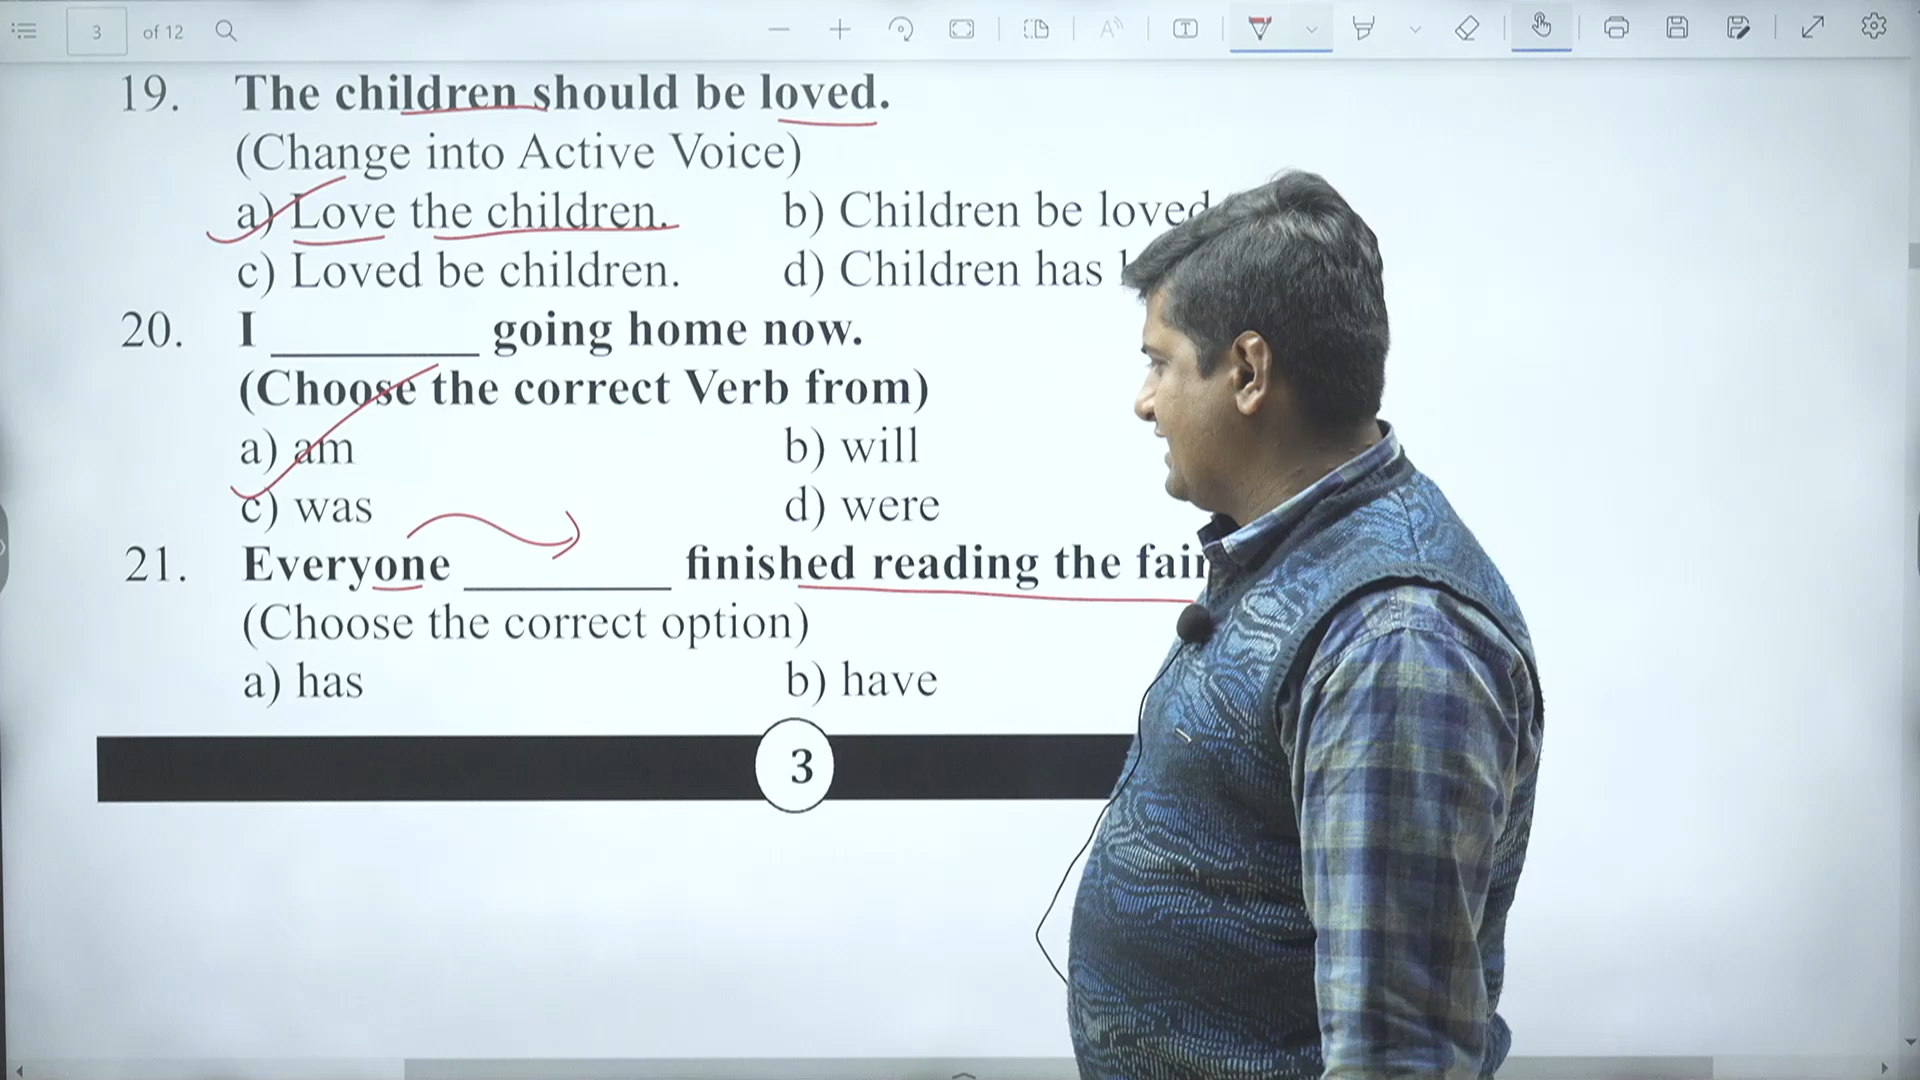 3 of 12
19. The children should be loved.
(Change into Active Voice)
a) Love the children. b) Children be loved
c) Loved be children. d) Children has
20. I ________ going home now.
(Choose the correct Verb from)
a) am b) will
c) was d) were
21. Everyone ________ finished reading the
(Choose the correct option)
a) has b) have
3